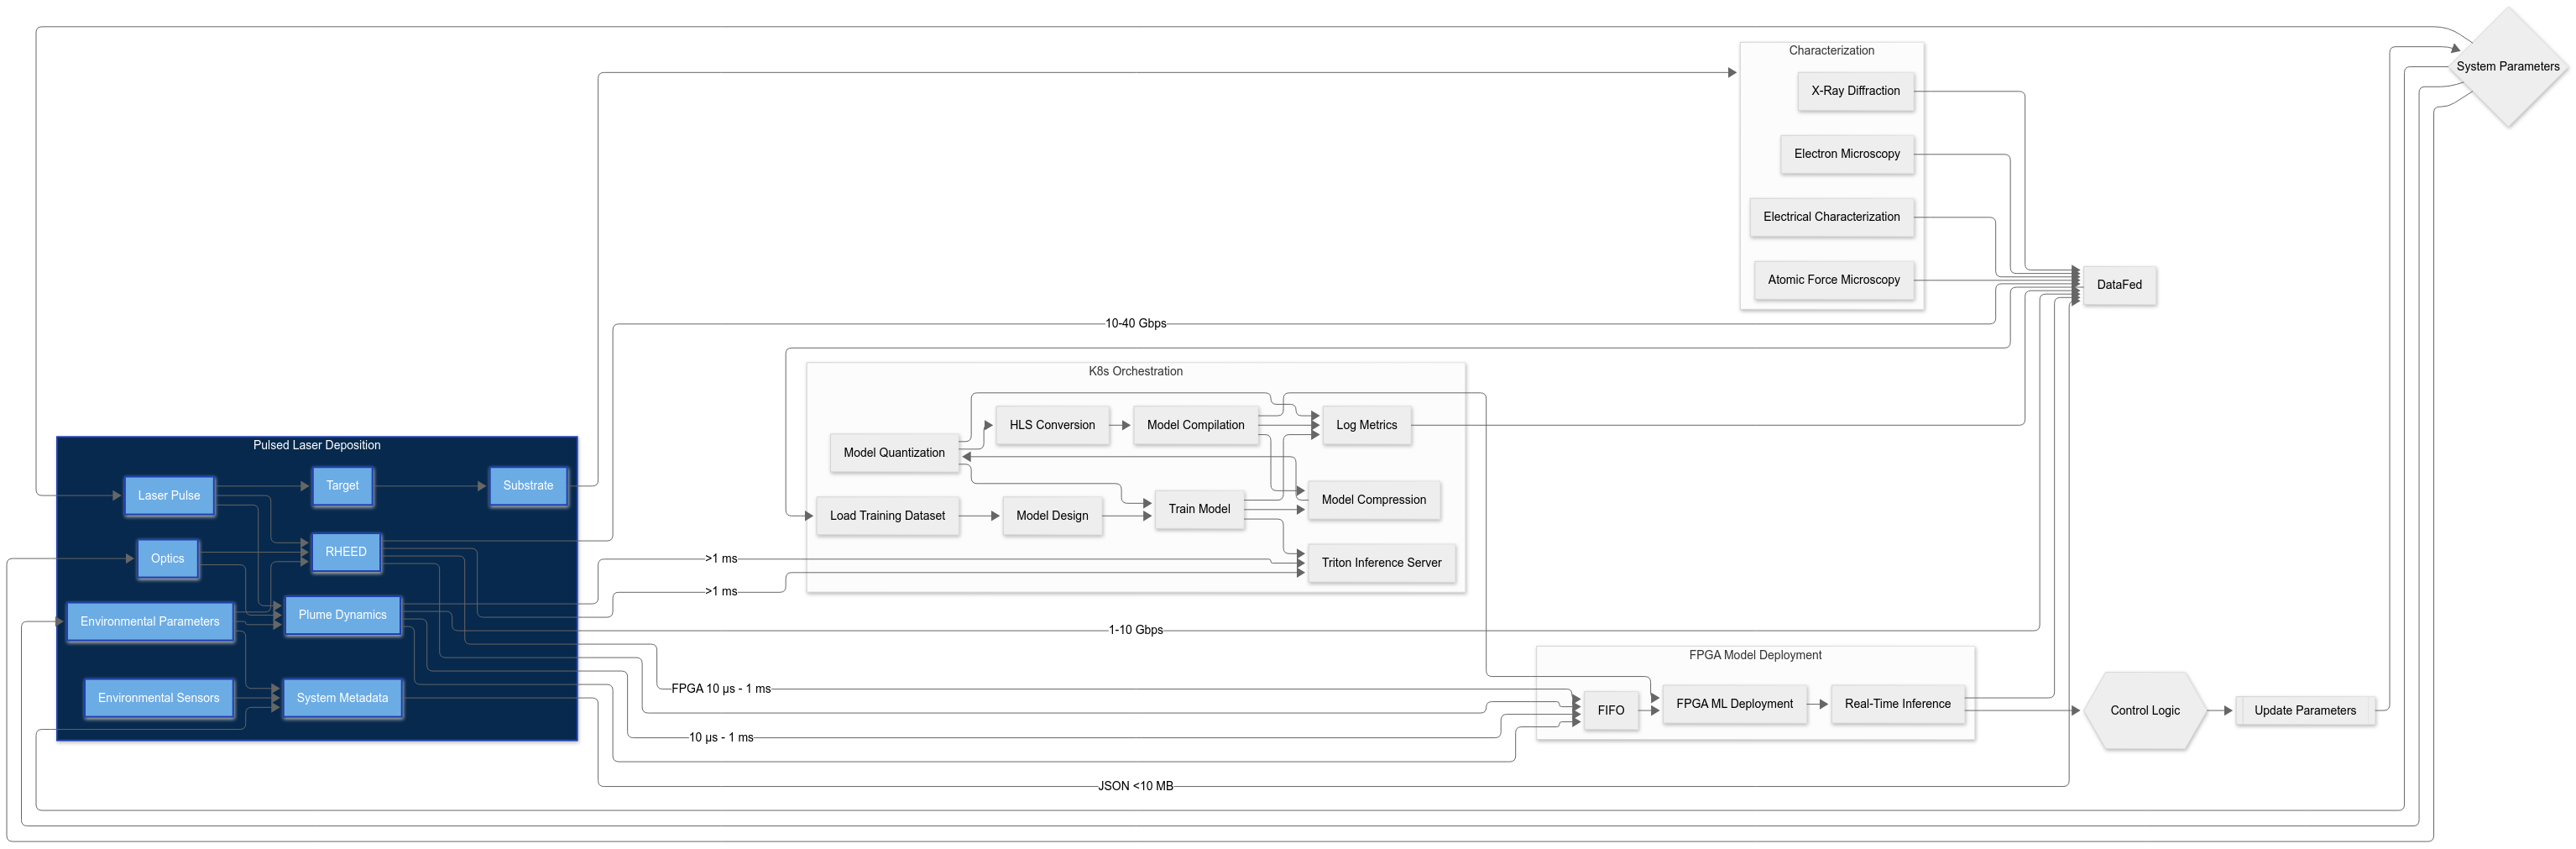 System Parameters
Characterization
X-Ray Diffraction
Electron Microscopy
Electrical Characterization
Atomic Force Microscopy
DataFed
10-40 Gbps
K8s Orchestration
HLS Conversion
Model Compilation
Log Metrics
Model Quantization
Model Compression
Load Training Dataset
Model Design
Train Model
Triton Inference Server
Pulsed Laser Deposition
Laser Pulse
Target
Substrate
Optics
RHEED
Environmental Parameters
Plume Dynamics
Environmental Sensors
System Metadata
>1 ms
>1 ms
1-10 Gbps
FPGA 10 μs - 1 ms
10 μs - 1 ms
JSON <10 MB
FPGA Model Deployment
FIFO
FPGA ML Deployment
Real-Time Inference
Control Logic
Update Parameters